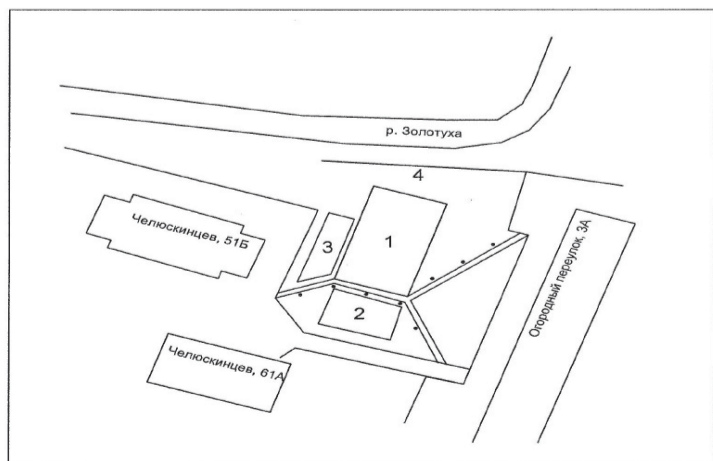 р. Золотуха
4
Челюскинцев, 51Б
3
1
Огородный переулок, 3А
2
Челюскинцев, 61А